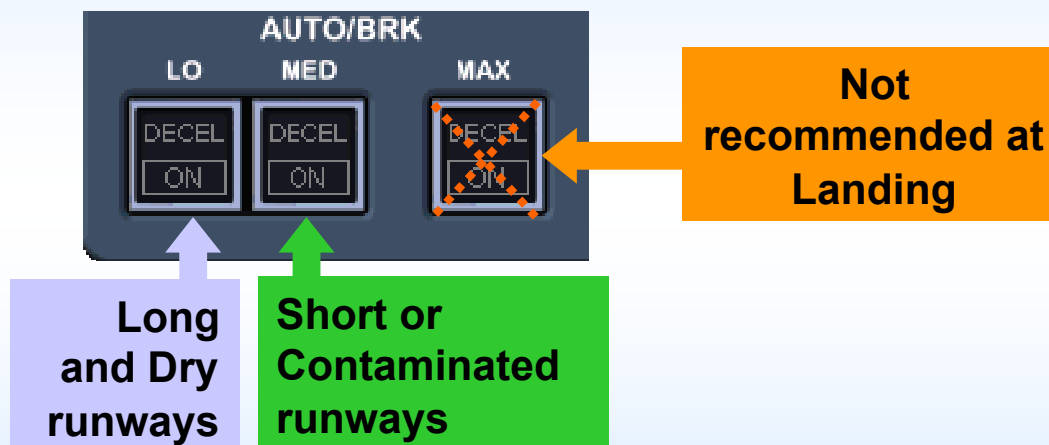 AUTO/BRK
LO MED MAX
DECEL DECEL DECEL
ON ON ON
Not
recommended at
Landing
Long
and Dry
runways
Short or
Contaminated
runways